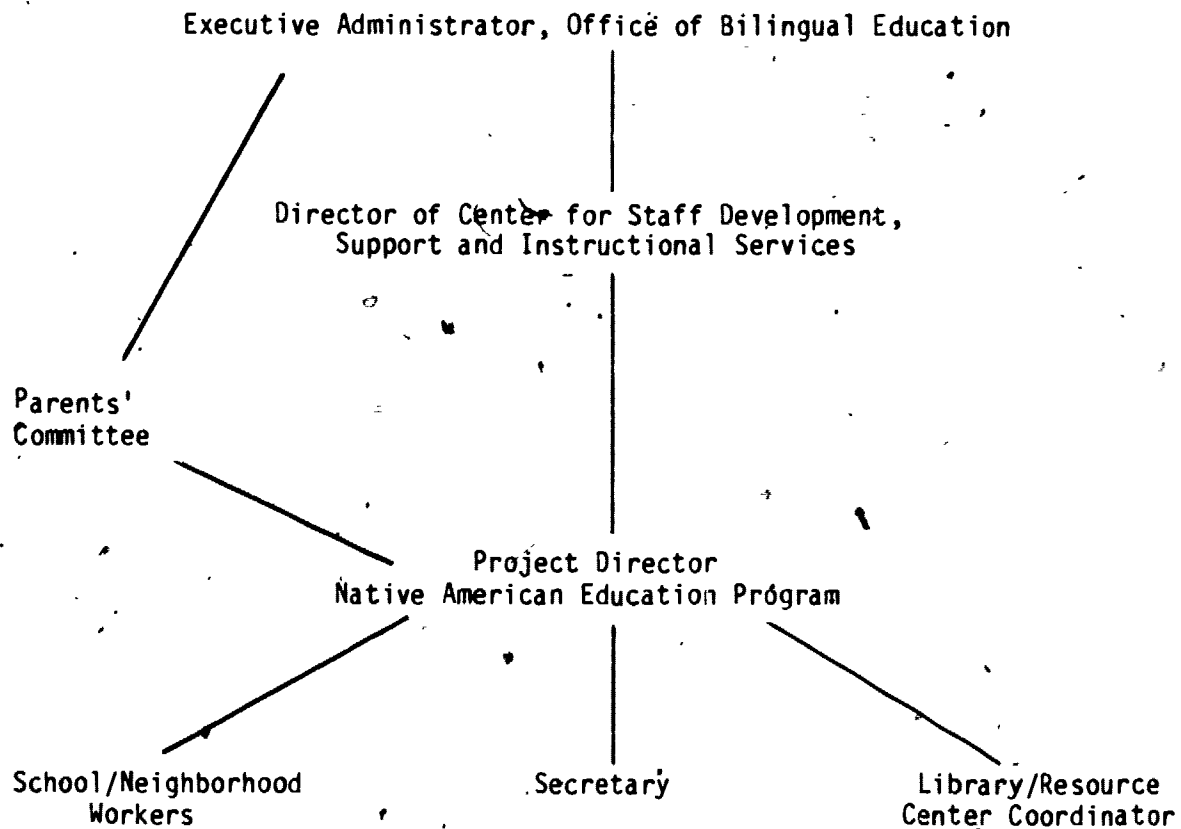 Executive Administrator, Office of Bilingual Education
Director of Center for Staff Development,
Support and Instructional Services
Parents'
Committee
Project Director
Native American Education Program
School/Neighborhood
Workers
Secretary
Library/Resource
Center Coordinator